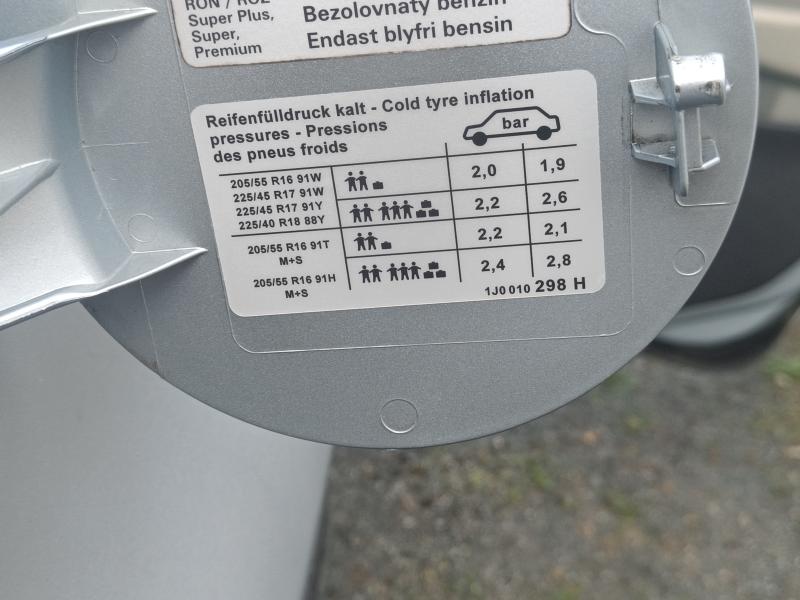 RON / ROZ
Super Plus,
Super,
Premium
Bezolovnatý benzin
Endast blyfri bensin
Reifenfülldruck kalt - Cold tyre inflation
pressures - Pressions
des pneus froids
bar
205/55 R16 91W
225/45 R17 91W
225/45 R17 91Y
225/40 R18 88Y
2,0 1,9
2,2 2,6
205/55 R16 91T
M+S
205/55 R16 91H
M+S
2,2 2,1
2,4 2,8
1J0 010 298 H